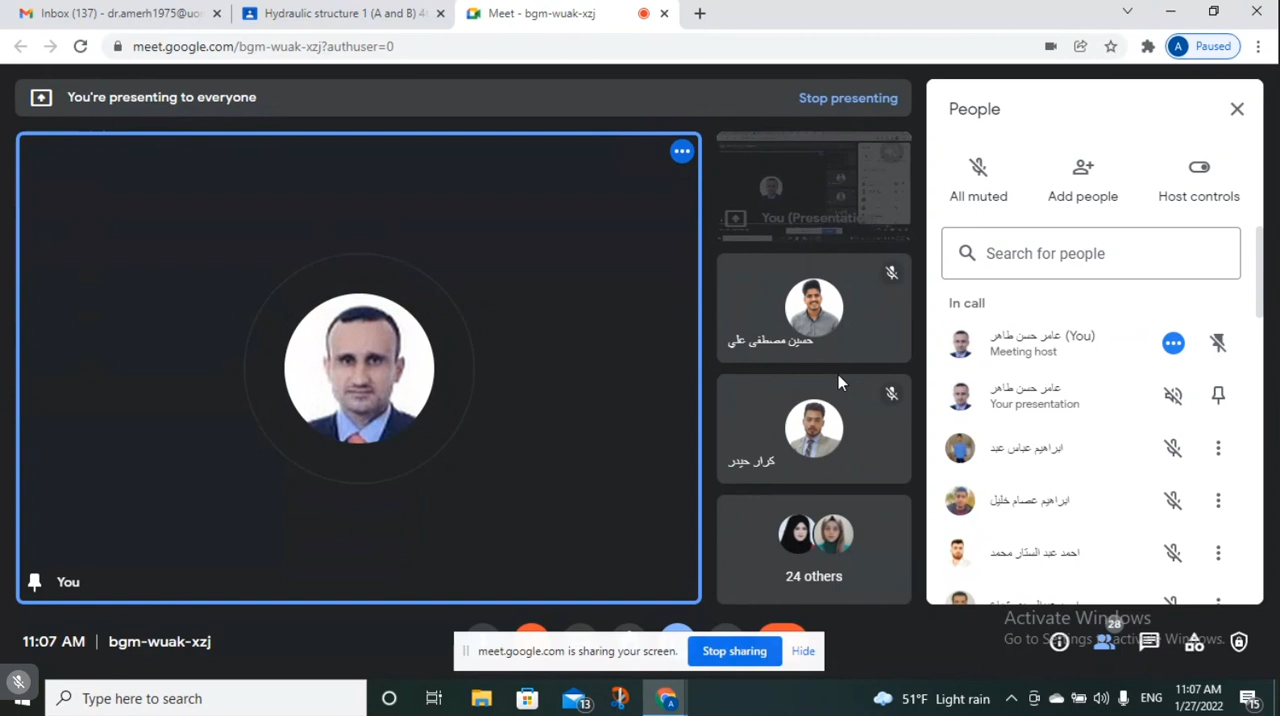 Inbox (137) - dr.amerh1975@uo
Hydraulic structure 1 (A and B) 4
Meet - bgm-wuak-xzj
meet.google.com/bgm-wuak-xzj?authuser=0
A Paused
You're presenting to everyone
Stop presenting
People
All muted
Add people
Host controls
You (Presentation
Search for people
In call
حسين مصطفى علي
عامر حسن طاهر (You)
Meeting host
عامر حسن طاهر
Your presentation
ابراهيم عباس عبد
كرار حيدر
ابراهيم عصام خليل
احمد عبد الستار محمد
24 others
You
Activate Windows
28
Go to Settings to activate Windows.
11:07 AM | bgm-wuak-xzj
meet.google.com is sharing your screen.
Stop sharing
Hide
Type here to search
13
A
51°F Light rain
ENG
11:07 AM
1/27/2022
15